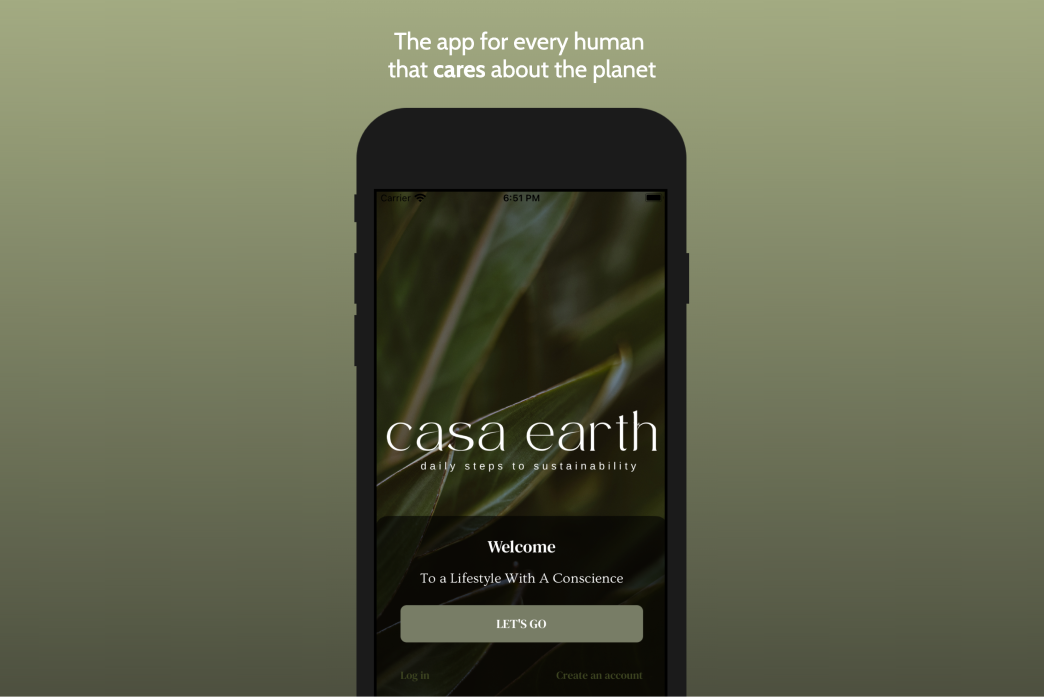 The app for every human
that cares about the planet
Carrier 6:51 PM
casa earth
daily steps to sustainability
Welcome
To a Lifestyle With A Conscience
LET'S GO
Log in Create an account